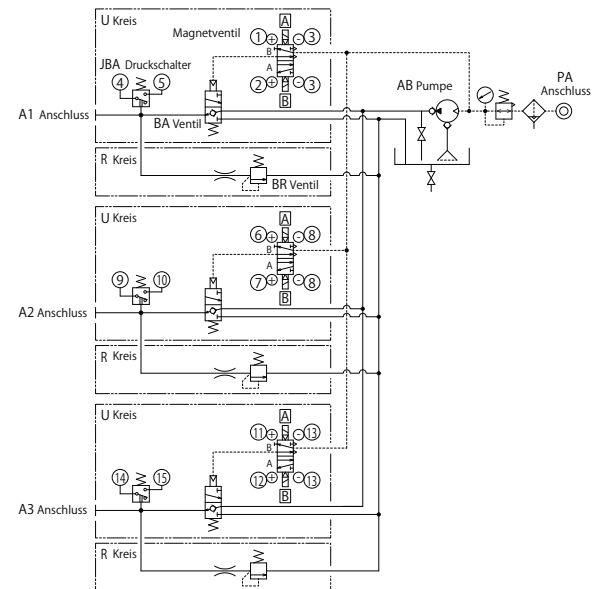 U Kreis
Magnetventil
A
1 + - 3
B
A
2 + - 3
B
JBA Druckschalter
4 5
A1 Anschluss
BA Ventil
AB Pumpe
PA
Anschluss
R Kreis
BR Ventil
U Kreis
A
6 + - 8
B
A
7 + - 8
B
9 10
A2 Anschluss
R Kreis
U Kreis
A
11 + - 13
B
A
12 + - 13
B
14 15
A3 Anschluss
R Kreis